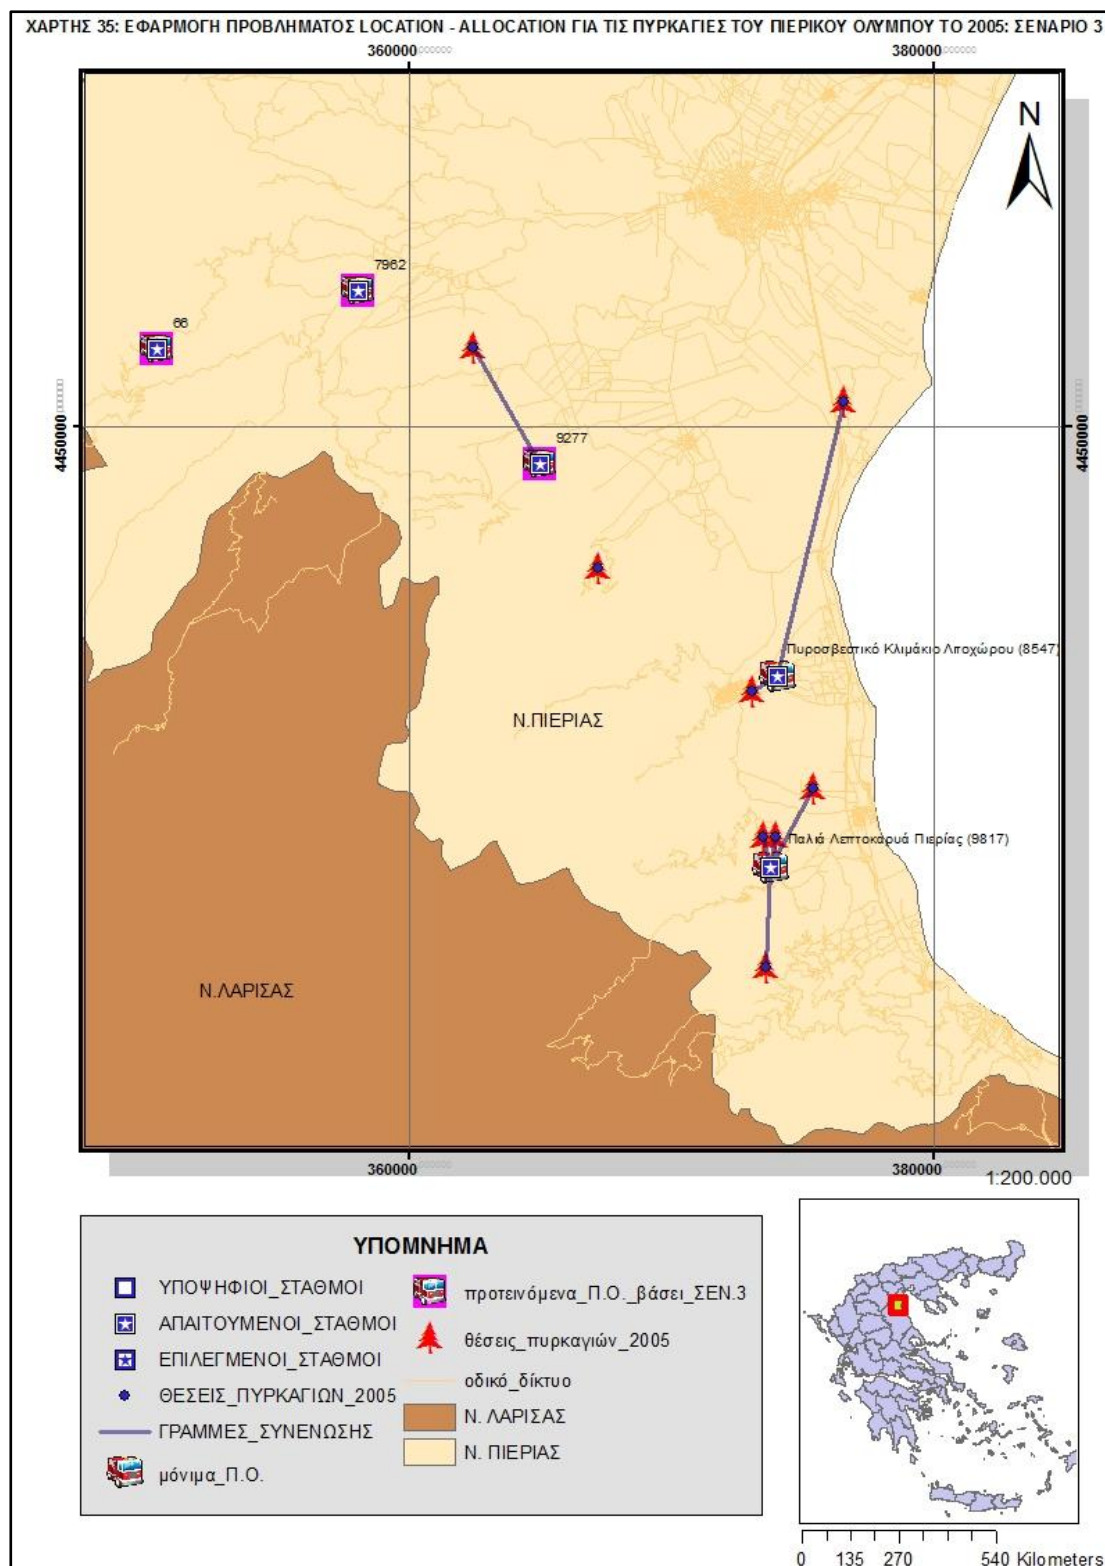 ΧΑΡΤΗΣ 35: ΕΦΑΡΜΟΓΗ ΠΡΟΒΛΗΜΑΤΟΣ LOCATION - ALLOCATION ΓΙΑ ΤΙΣ ΠΥΡΚΑΓΙΕΣ ΤΟΥ ΠΙΕΡΙΚΟΥ ΟΛΥΜΠΟΥ ΤΟ 2005: ΣΕΝΑΡΙΟ 3
360000 380000
N
7962
66
4450000 4450000
9277
Πυροσβεστικό Κλιμάκιο Λιτοχώρου (8547)
Ν.ΠΙΕΡΙΑΣ
Παλιά Λεπτοκαρυά Πιερίας (9817)
Ν.ΛΑΡΙΣΑΣ
360000 380000
1:200.000
ΥΠΟΜΝΗΜΑ
ΥΠΟΨΗΦΙΟΙ_ΣΤΑΘΜΟΙ
ΑΠΑΙΤΟΥΜΕΝΟΙ_ΣΤΑΘΜΟΙ
ΕΠΙΛΕΓΜΕΝΟΙ_ΣΤΑΘΜΟΙ
ΘΕΣΕΙΣ_ΠΥΡΚΑΓΙΩΝ_2005
ΓΡΑΜΜΕΣ_ΣΥΝΕΝΩΣΗΣ
μόνιμα_Π.Ο.
προτεινόμενα_Π.Ο._βάσει_ΣΕΝ.3
θέσεις_πυρκαγιών_2005
οδικό_δίκτυο
Ν. ΛΑΡΙΣΑΣ
Ν. ΠΙΕΡΙΑΣ
0 135 270 540 Kilometers